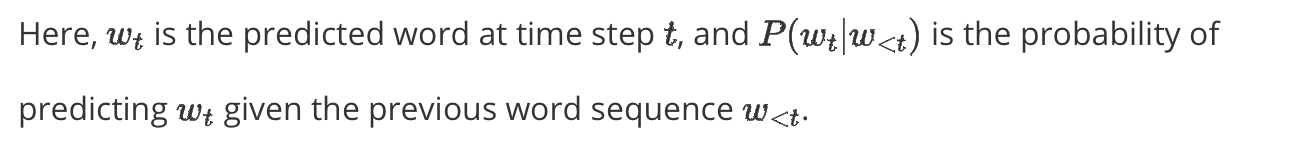 Here, $w_t$ is the predicted word at time step $t$, and $P(w_t|w_{<t})$ is the probability of
predicting $w_t$ given the previous word sequence $w_{<t}$.